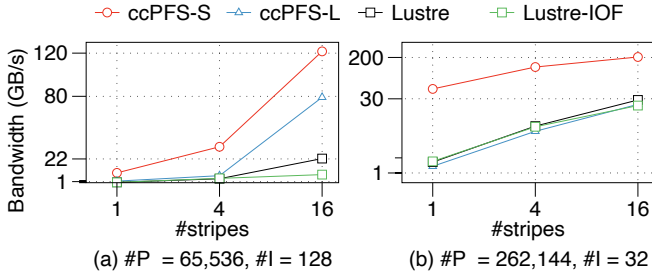 ccPFS-S ccPFS-L Lustre Lustre-IOF
Bandwidth (GB/s)
120
80
22
1
1 4 16
#stripes
(a) #P = 65,536, #I = 128
200
30
1
1 4 16
#stripes
(b) #P = 262,144, #I = 32